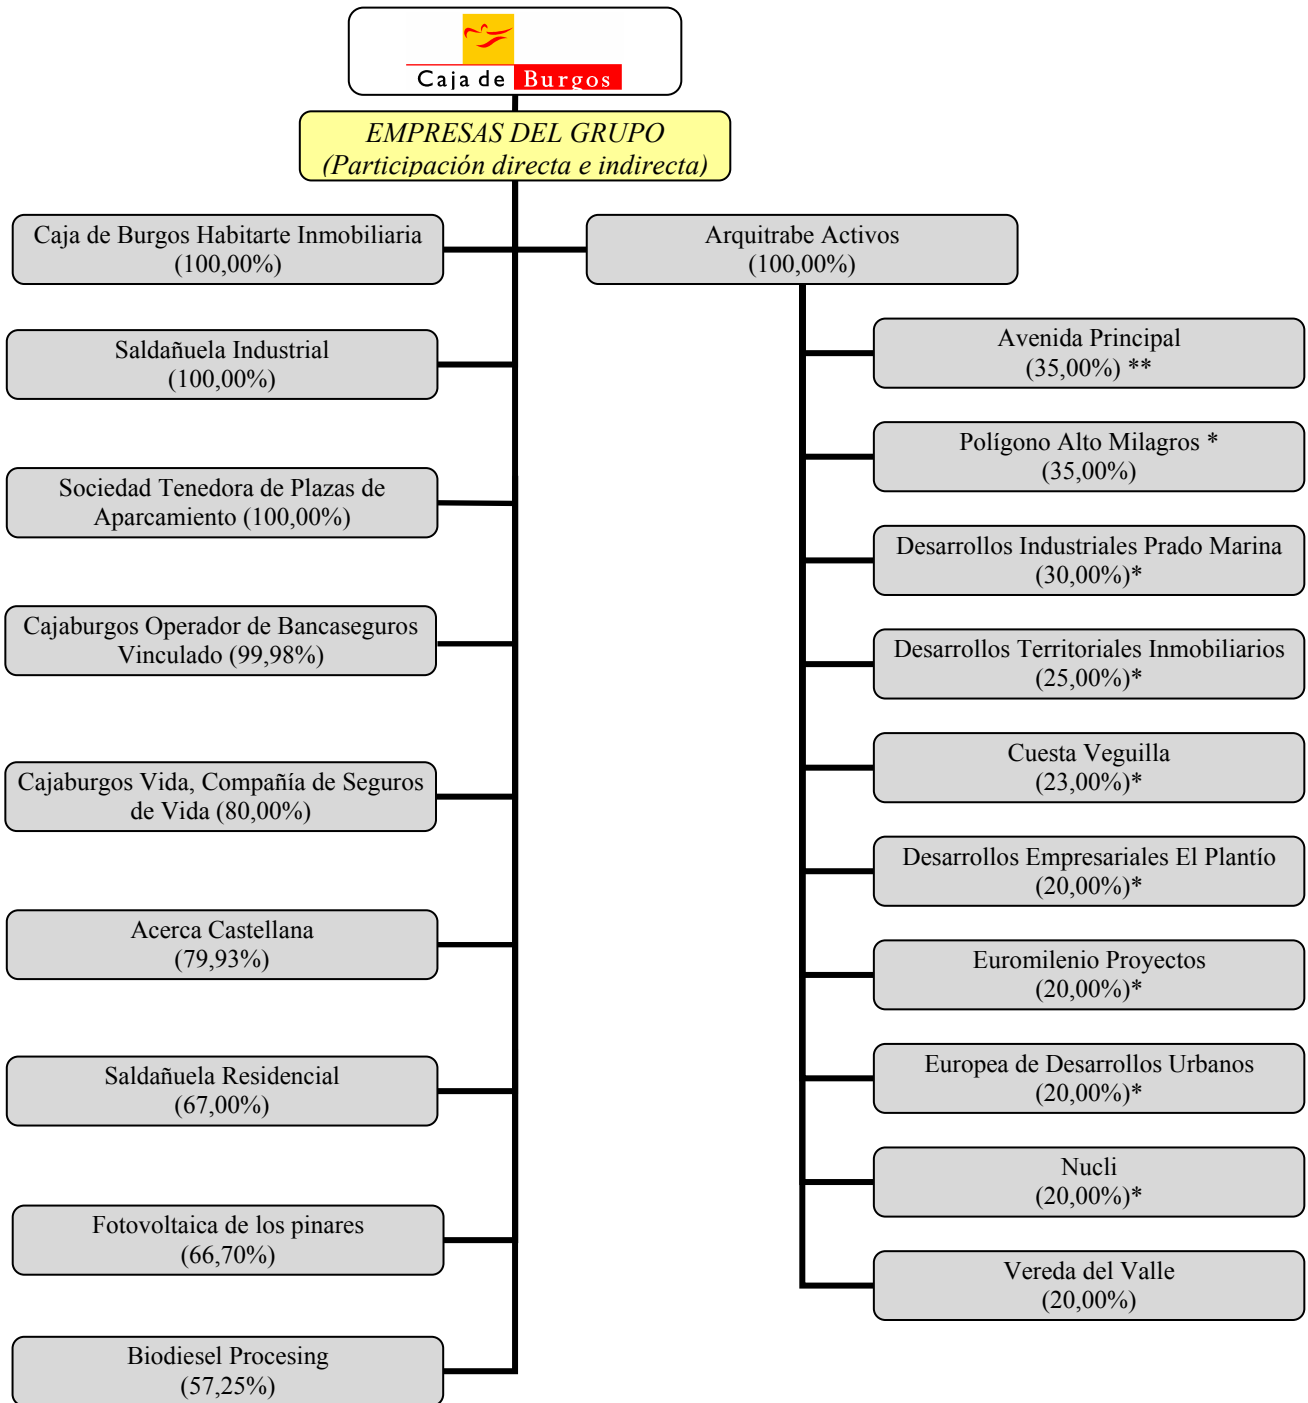 Caja de Burgos
EMPRESAS DEL GRUPO
(Participación directa e indirecta)
Caja de Burgos Habitarte Inmobiliaria
(100,00%)
Arquitrabe Activos
(100,00%)
Saldañuela Industrial
(100,00%)
Sociedad Tenedora de Plazas de
Aparcamiento (100,00%)
Cajaburgos Operador de Bancaseguros
Vinculado (99,98%)
Cajaburgos Vida, Compañía de Seguros
de Vida (80,00%)
Acerca Castellana
(79,93%)
Saldañuela Residencial
(67,00%)
Fotovoltaica de los pinares
(66,70%)
Biodiesel Procesing
(57,25%)
Avenida Principal
(35,00%) **
Polígono Alto Milagros *
(35,00%)
Desarrollos Industriales Prado Marina
(30,00%)*
Desarrollos Territoriales Inmobiliarios
(25,00%)*
Cuesta Veguilla
(23,00%)*
Desarrollos Empresariales El Plantío
(20,00%)*
Euromilenio Proyectos
(20,00%)*
Europea de Desarrollos Urbanos
(20,00%)*
Nucli
(20,00%)*
Vereda del Valle
(20,00%)